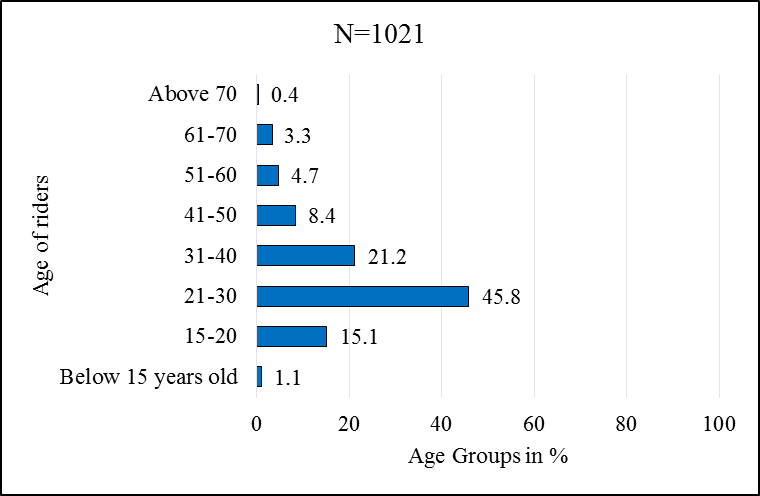 N=1021
Above 70 0.4
61-70 3.3
51-60 4.7
41-50 8.4
31-40 21.2
21-30 45.8
15-20 15.1
Below 15 years old 1.1
Age of riders
0 20 40 60 80 100
Age Groups in %